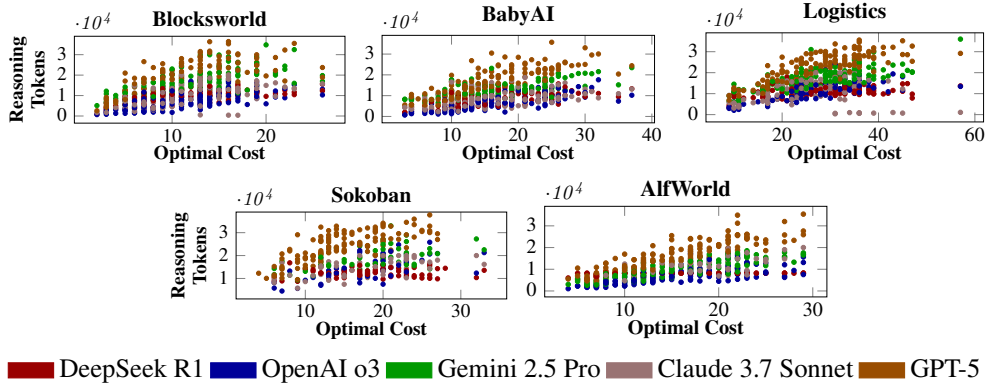 Blocksworld
·10^4
3
2
1
0
10
20
Optimal Cost
Reasoning
Tokens
BabyAI
·10^4
3
2
1
0
10
20
30
40
Optimal Cost
Logistics
·10^4
3
2
1
0
20
40
60
Optimal Cost
Sokoban
·10^4
3
2
1
10
20
30
Optimal Cost
Reasoning
Tokens
AlfWorld
·10^4
3
2
1
0
10
20
Optimal Cost
DeepSeek R1 OpenAI o3 Gemini 2.5 Pro Claude 3.7 Sonnet GPT-5